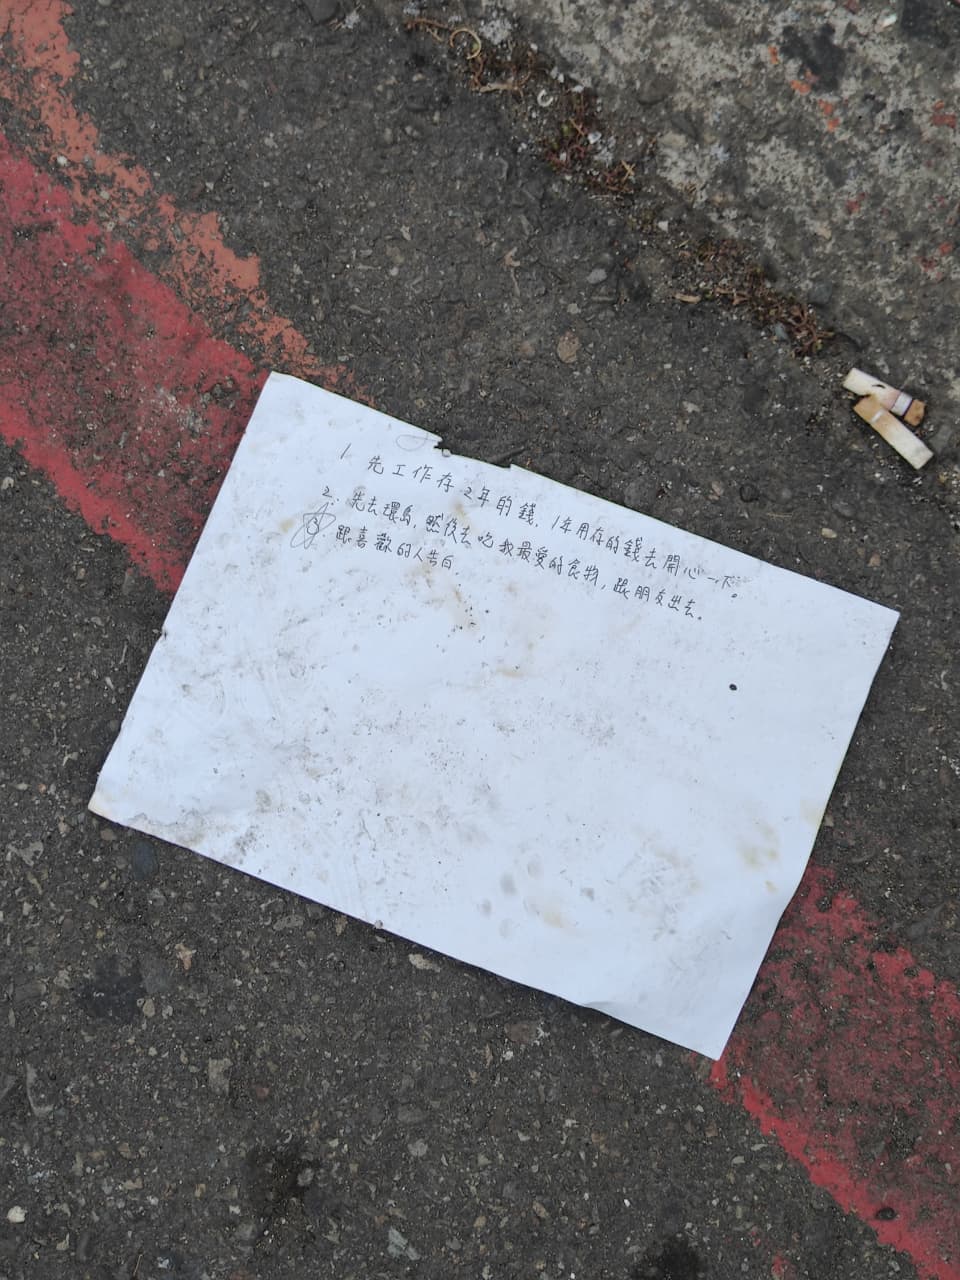 1. 先工作存2年的錢,1年用存的錢去開心一下。
2. 先去環島,然後去吃我最愛的食物,跟朋友出去。
3 跟喜歡的人告白.